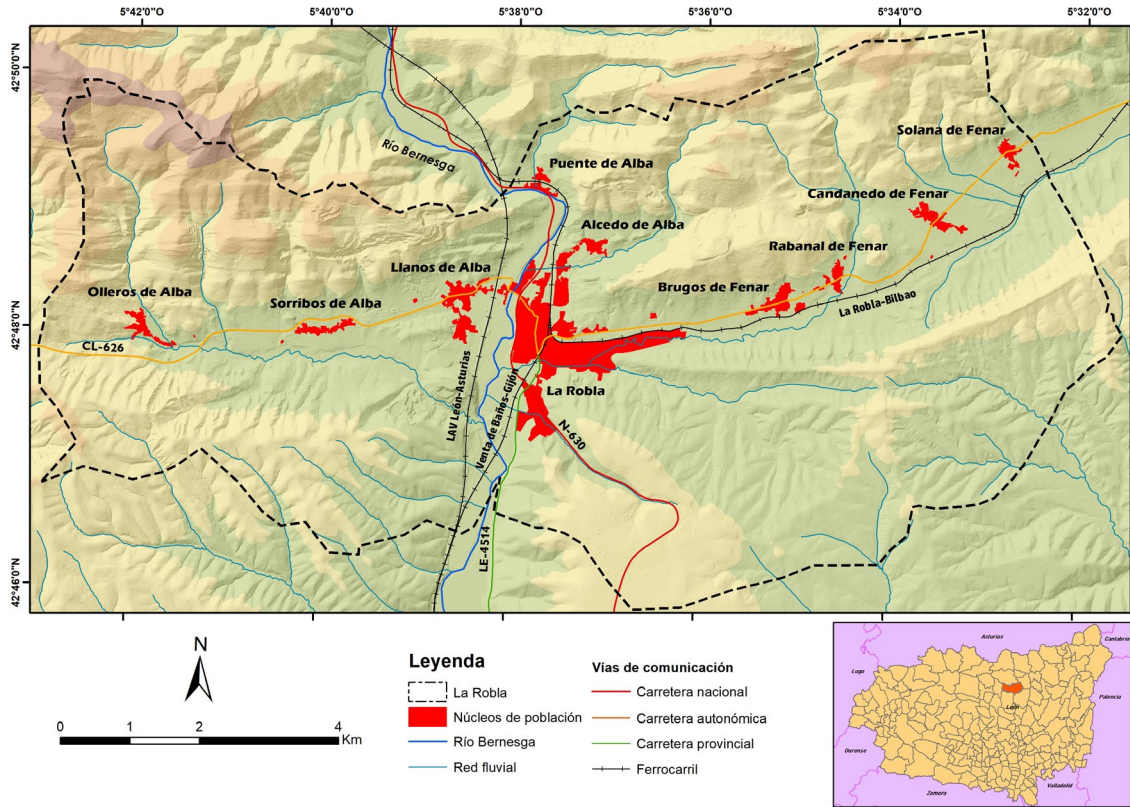 5°42'0"
5°40'0"
5°38'0"
5°36'0"
5°34'0"
5°32'0"
42°50'0"N
42°48'0"N
42°46'0"N
Río Bernesga
Puente de Alba
Solana de Fenar
Candanedo de Fenar
Alcedo de Alba
Rabanal de Fenar
Llanos de Alba
Brugos de Fenar
Olleros de Alba
Sorribos de Alba
La Robla-Bilbao
CL-626
LAV León-Asturias
Venta de Baños-Gijón
La Robla
N-630
LE-4514
N
0 1 2 4
Km
Leyenda
La Robla
Núcleos de población
Río Bernesga
Red fluvial
Vías de comunicación
Carretera nacional
Carretera autonómica
Carretera provincial
Ferrocarril
Asturias
Cantabria
Lugo
León
Palencia
Ourense
Zamora
Valladolid